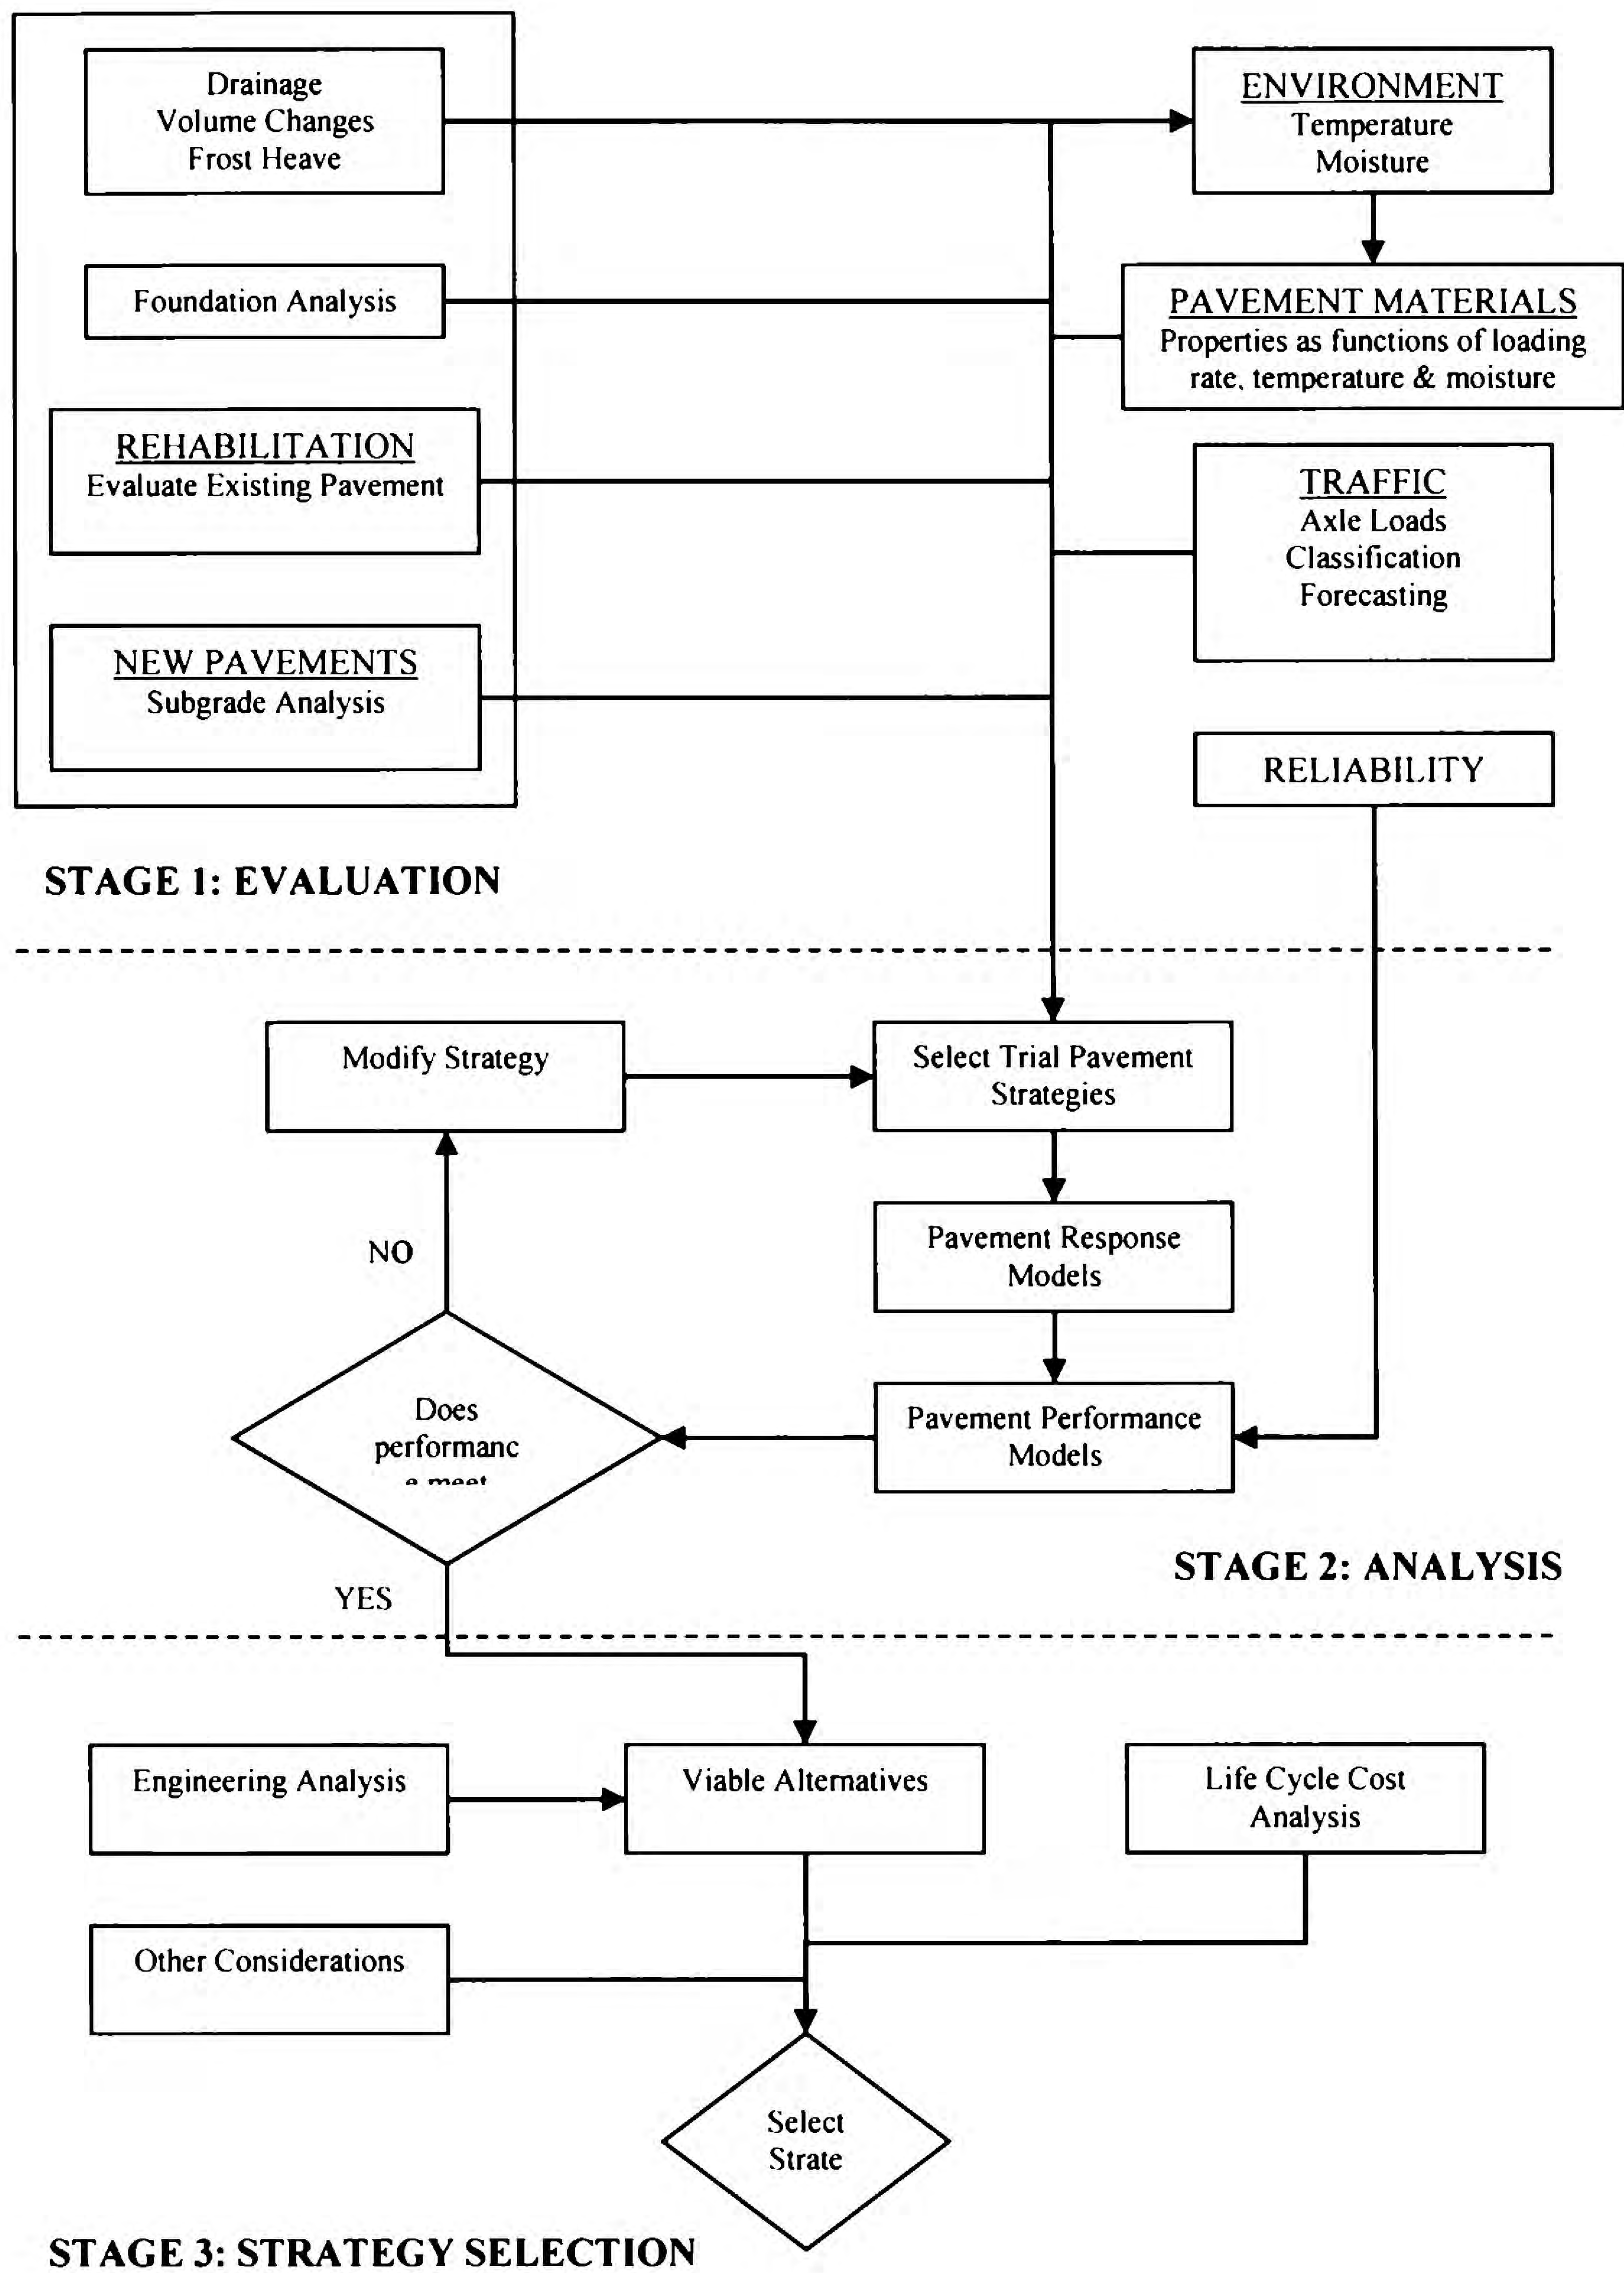 Drainage
Volume Changes
Frost Heave
ENVIRONMENT
Temperature
Moisture
Foundation Analysis
PAVEMENT MATERIALS
Properties as functions of loading
rate, temperature & moisture
REHABILITATION
Evaluate Existing Pavement
TRAFFIC
Axle Loads
Classification
Forecasting
NEW PAVEMENTS
Subgrade Analysis
RELIABILITY
STAGE 1: EVALUATION
Modify Strategy
Select Trial Pavement
Strategies
NO
Pavement Response
Models
Does
performanc
e meet
Pavement Performance
Models
STAGE 2: ANALYSIS
YES
Engineering Analysis
Viable Alternatives
Life Cycle Cost
Analysis
Other Considerations
Select
Strate
STAGE 3: STRATEGY SELECTION